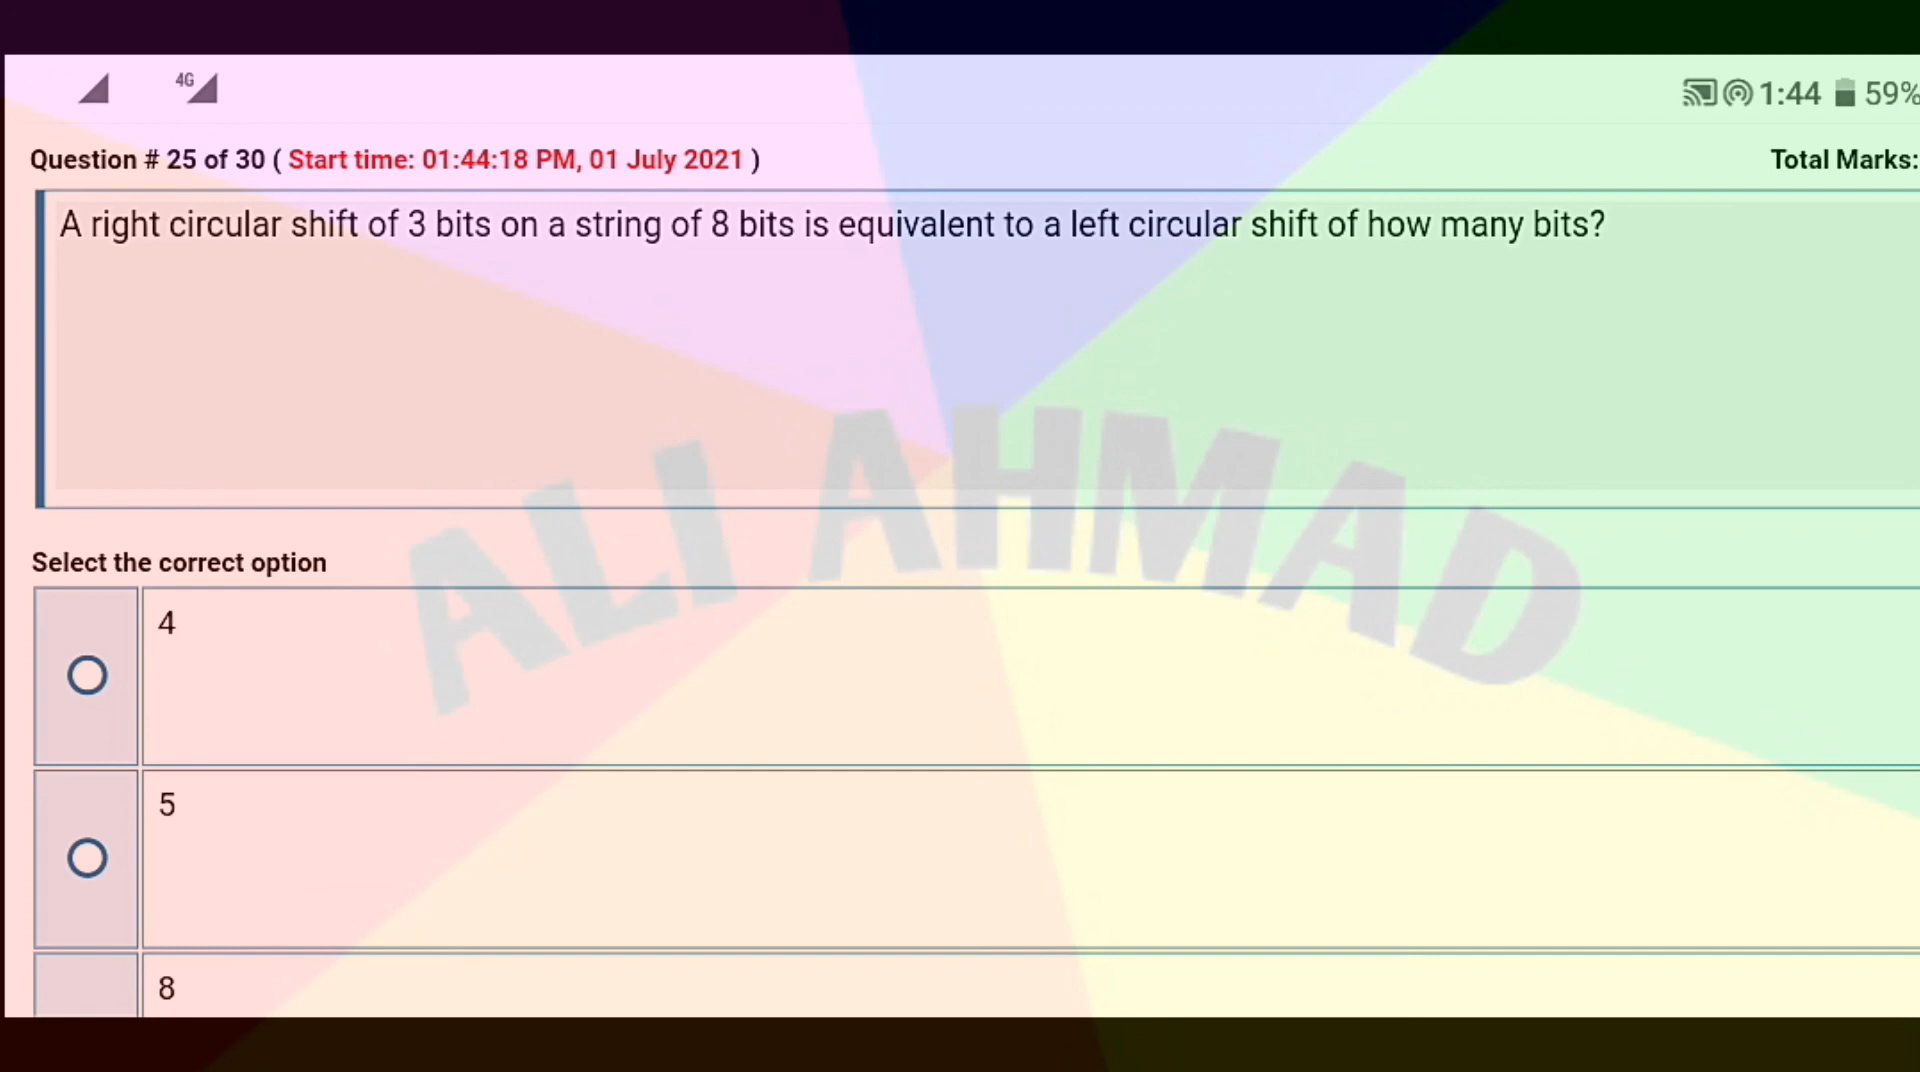 4G 1:44 59%
Question # 25 of 30 ( Start time: 01:44:18 PM, 01 July 2021 ) Total Marks:
A right circular shift of 3 bits on a string of 8 bits is equivalent to a left circular shift of how many bits?
ALI AHMAD
Select the correct option
4
5
8